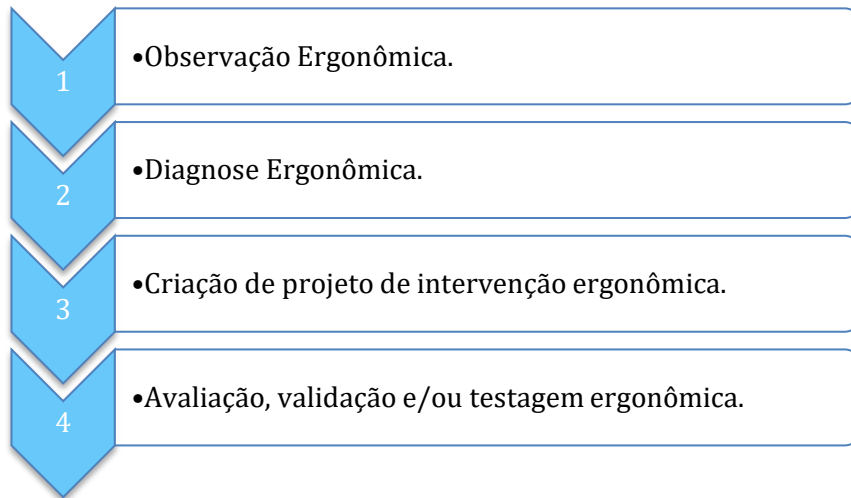 1
•Observação Ergonômica.
2
•Diagnose Ergonômica.
3
•Criação de projeto de intervenção ergonômica.
4
•Avaliação, validação e/ou testagem ergonômica.